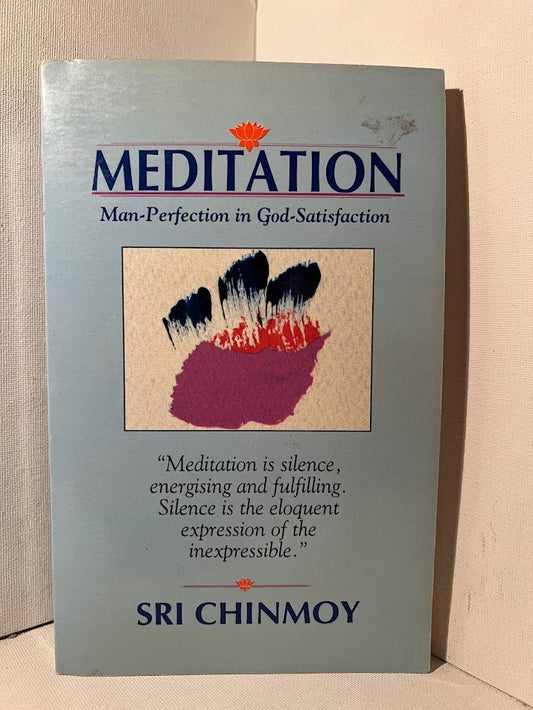 MEDITATION
Man-Perfection in God-Satisfaction
“Meditation is silence,
energising and fulfilling.
Silence is the eloquent
expression of the
inexpressible.”
SRI CHINMOY